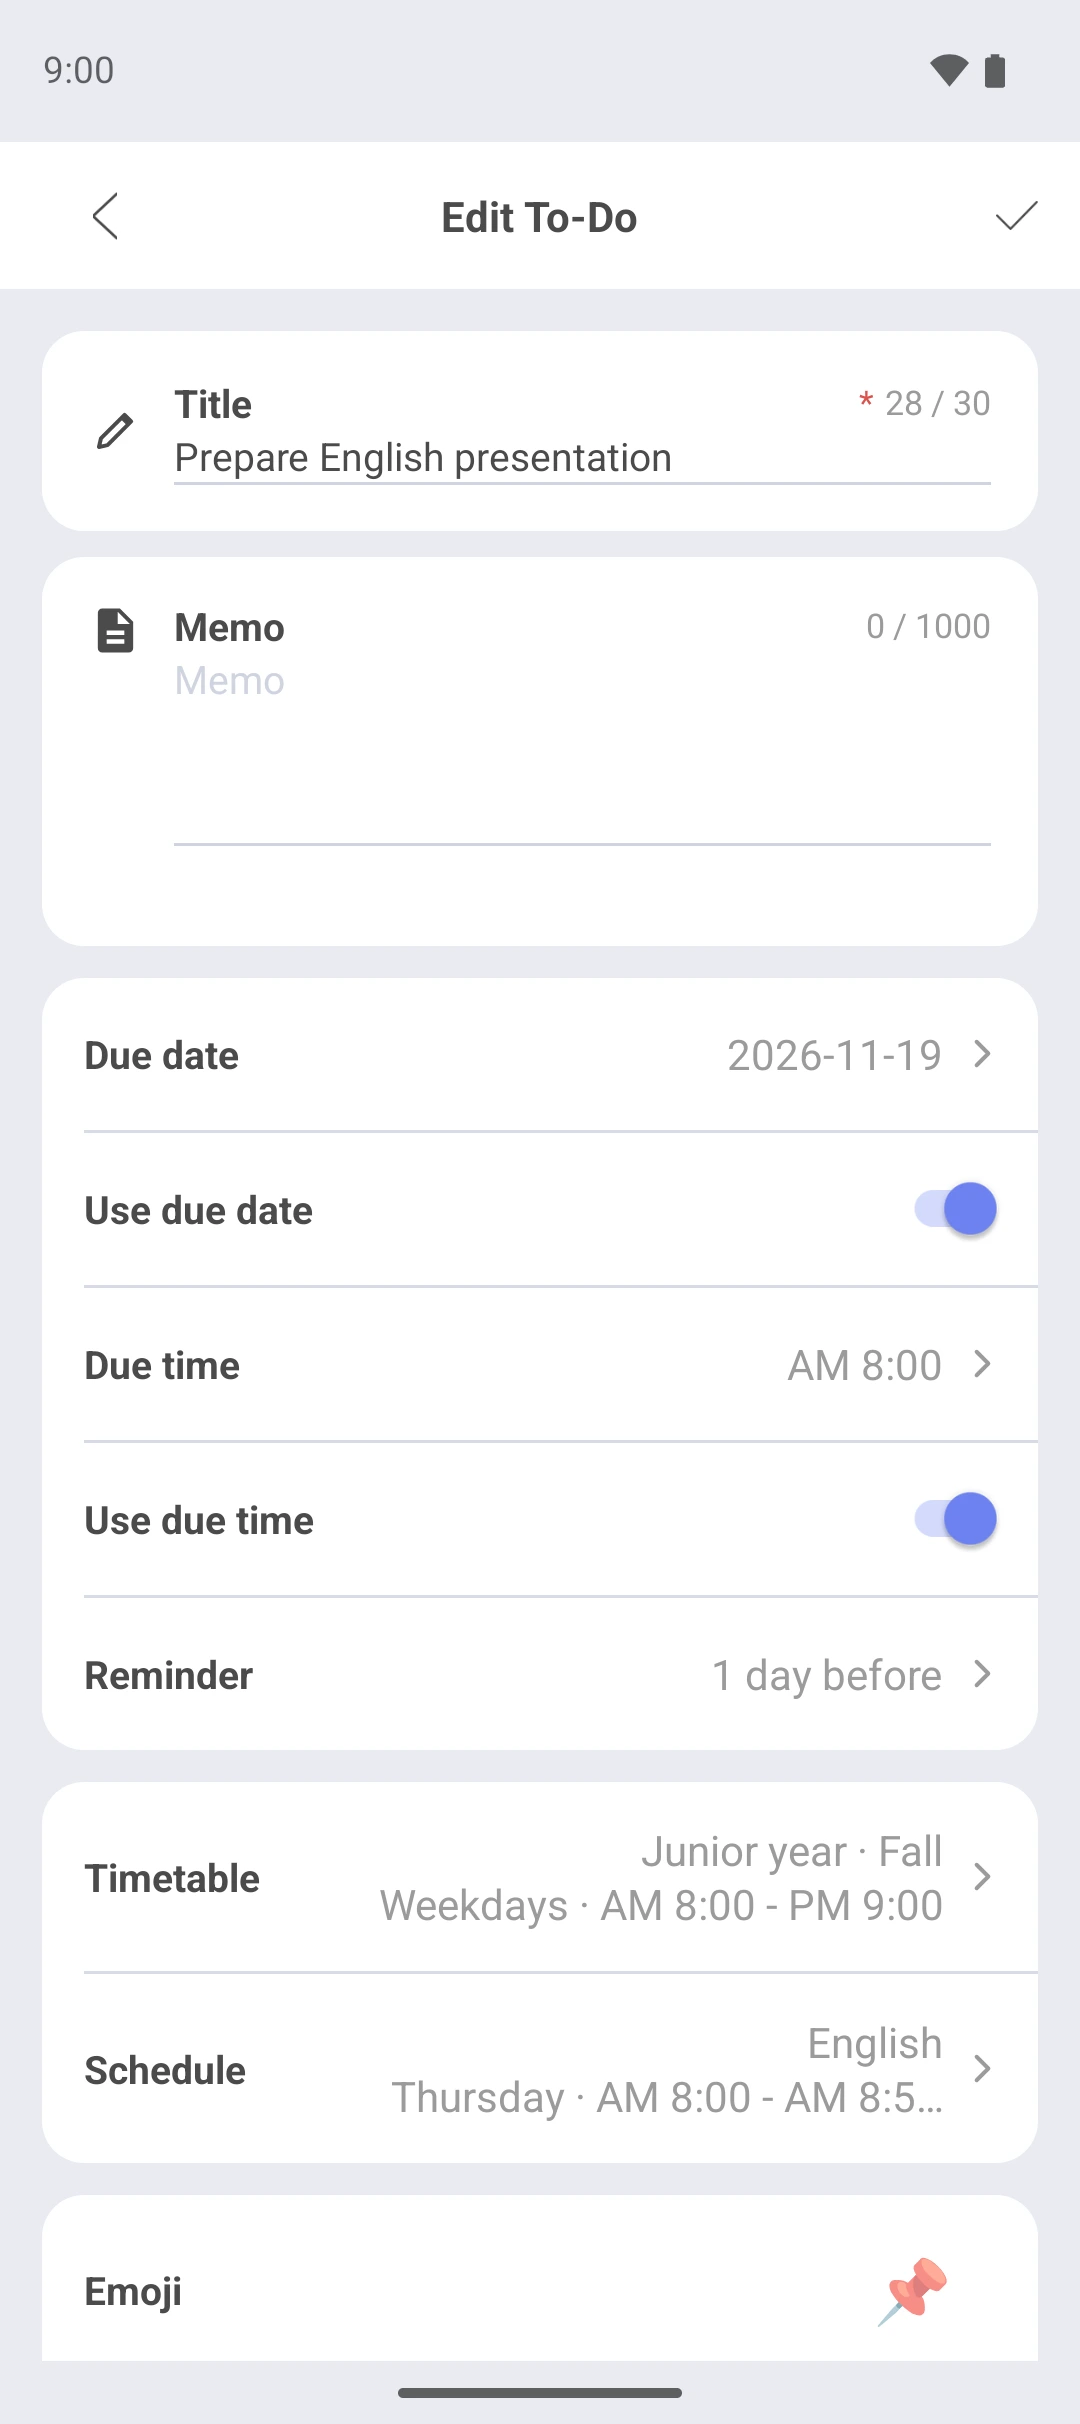 9:00
Edit To-Do
Title
* 28 / 30
Prepare English presentation
Memo
0 / 1000
Memo
Due date
2026-11-19
Use due date
Due time
AM 8:00
Use due time
Reminder
1 day before
Timetable
Junior year · Fall
Weekdays · AM 8:00 - PM 9:00
Schedule
English
Thursday · AM 8:00 - AM 8:5...
Emoji